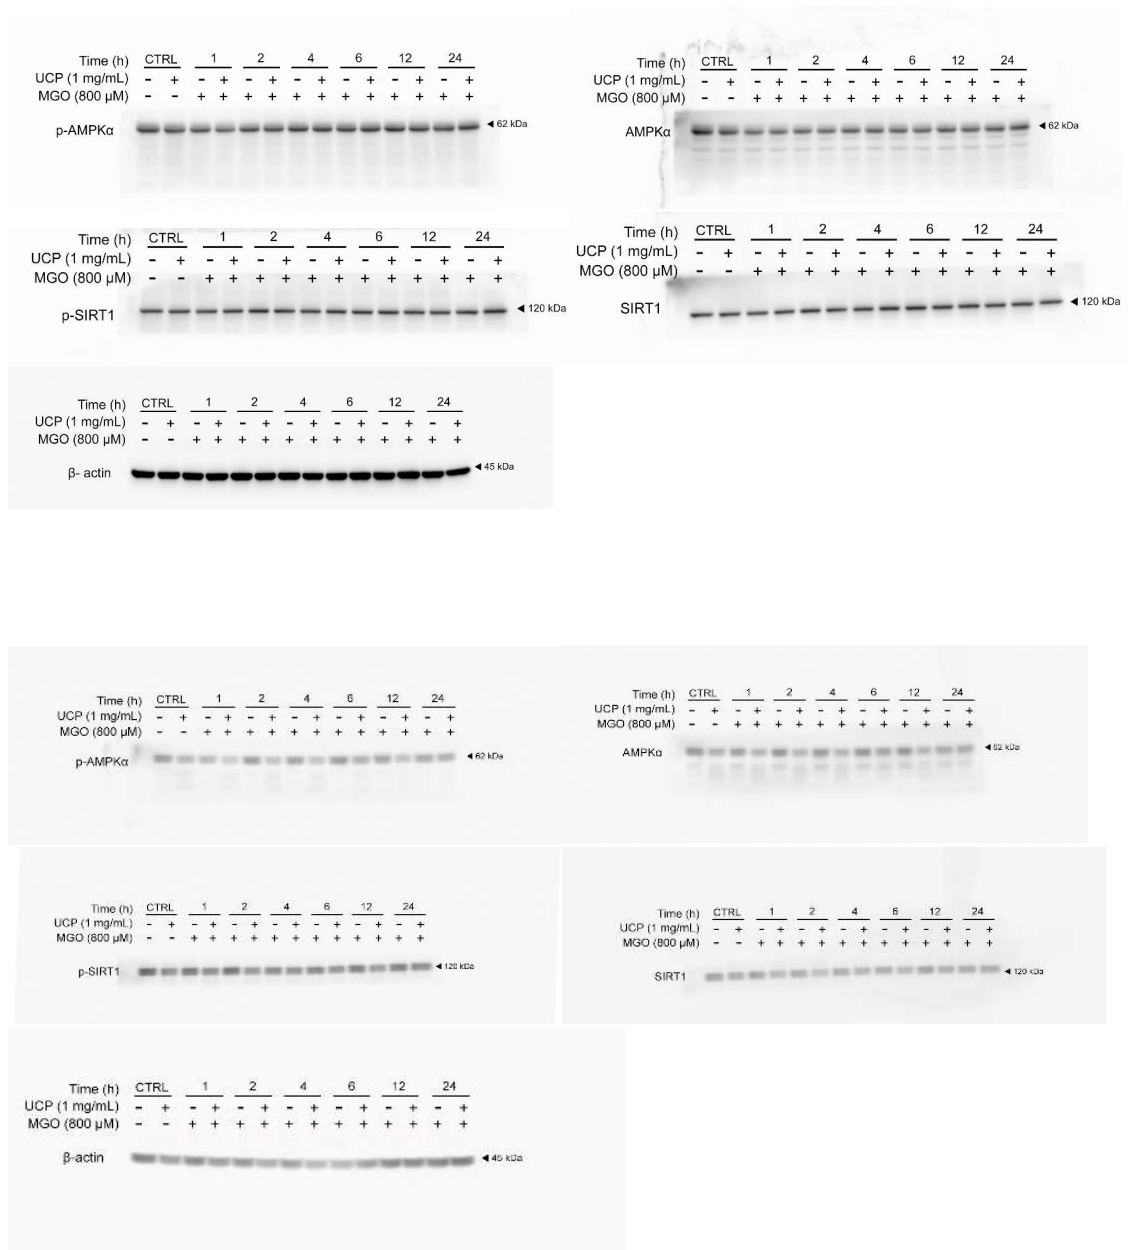 Time (h) CTRL 1 2 4 6 12 24
UCP (1 mg/mL) - + - + - + - + - + - + - +
MGO (800 µM) - - + + + + + + + + + + + +
p-AMPKα ◄ 62 kDa
Time (h) CTRL 1 2 4 6 12 24
UCP (1 mg/mL) - + - + - + - + - + - + - +
MGO (800 µM) - - + + + + + + + + + + + +
AMPKα ◄ 62 kDa
Time (h) CTRL 1 2 4 6 12 24
UCP (1 mg/mL) - + - + - + - + - + - + - +
MGO (800 µM) - - + + + + + + + + + + + +
p-SIRT1 ◄ 120 kDa
Time (h) CTRL 1 2 4 6 12 24
UCP (1 mg/mL) - + - + - + - + - + - + - +
MGO (800 µM) - - + + + + + + + + + + + +
SIRT1 ◄ 120 kDa
Time (h) CTRL 1 2 4 6 12 24
UCP (1 mg/mL) - + - + - + - + - + - + - +
MGO (800 µM) - - + + + + + + + + + + + +
β- actin ◄ 45 kDa
Time (h) CTRL 1 2 4 6 12 24
UCP (1 mg/mL) - + - + - + - + - + - + - +
MGO (800 µM) - - + + + + + + + + + + + +
p-AMPKα ◄ 62 kDa
Time (h) CTRL 1 2 4 6 12 24
UCP (1 mg/mL) - + - + - + - + - + - + - +
MGO (800 µM) - - + + + + + + + + + + + +
AMPKα ◄ 62 kDa
Time (h) CTRL 1 2 4 6 12 24
UCP (1 mg/mL) - + - + - + - + - + - + - +
MGO (800 µM) - - + + + + + + + + + + + +
p-SIRT1 ◄ 120 kDa
Time (h) CTRL 1 2 4 6 12 24
UCP (1 mg/mL) - + - + - + - + - + - + - +
MGO (800 µM) - - + + + + + + + + + + + +
SIRT1 ◄ 120 kDa
Time (h) CTRL 1 2 4 6 12 24
UCP (1 mg/mL) - + - + - + - + - + - + - +
MGO (800 µM) - - + + + + + + + + + + + +
β-actin ◄ 45 kDa